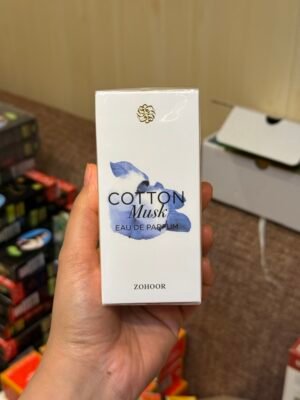 COTTON
Musk
EAU DE PARFUM
ZOHOOR